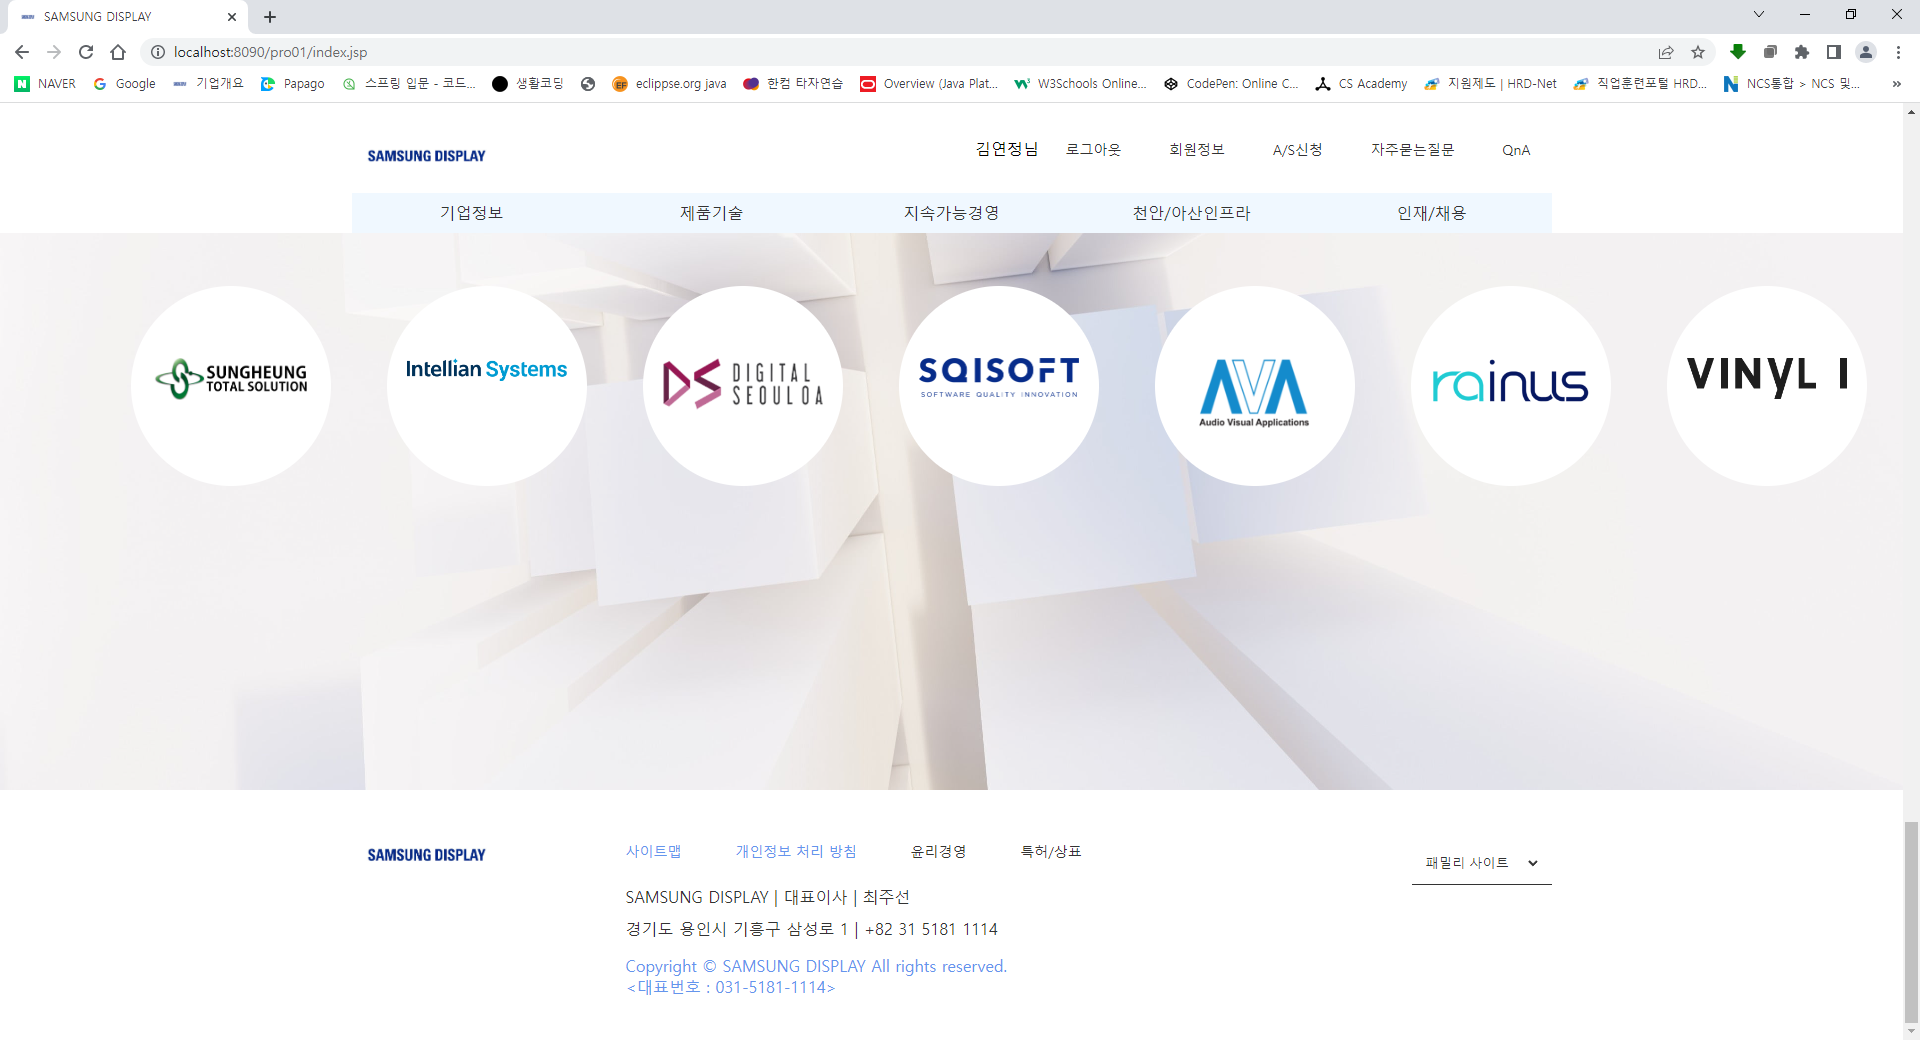 SAMSUNG DISPLAY
localhost:8090/pro01/index.jsp
NAVER Google 기업개요 Papago 스프링 입문 - 코드... 생활코딩 eclippse.org java 한컴 타자연습 Overview (Java Plat... W3Schools Online... CodePen: Online C... CS Academy 지원제도 | HRD-Net 직업훈련포털 HRD... NCS통합 > NCS 및... »
SAMSUNG DISPLAY 김연정님 로그아웃 회원정보 A/S신청 자주묻는질문 QnA
기업정보 제품기술 지속가능경영 천안/아산인프라 인재/채용
SUNGHEUNG
TOTAL SOLUTION
Intellian Systems
DS DIGITAL
SEOULOA
SQISOFT
SOFTWARE QUALITY INNOVATION
AVA
Audio Visual Applications
rainus
VINYL I
SAMSUNG DISPLAY
사이트맵 개인정보 처리 방침 윤리경영 특허/상표
패밀리 사이트
SAMSUNG DISPLAY | 대표이사 | 최주선
경기도 용인시 기흥구 삼성로 1 | +82 31 5181 1114
Copyright © SAMSUNG DISPLAY All rights reserved.
<대표번호 : 031-5181-1114>